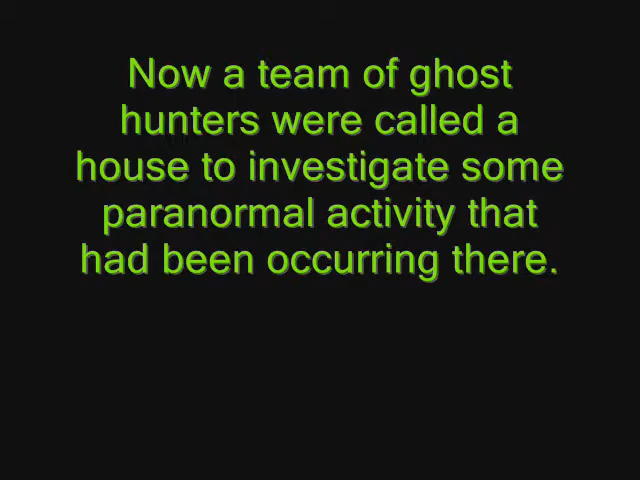 Now a team of ghost
hunters were called a
house to investigate some
paranormal activity that
had been occurring there.